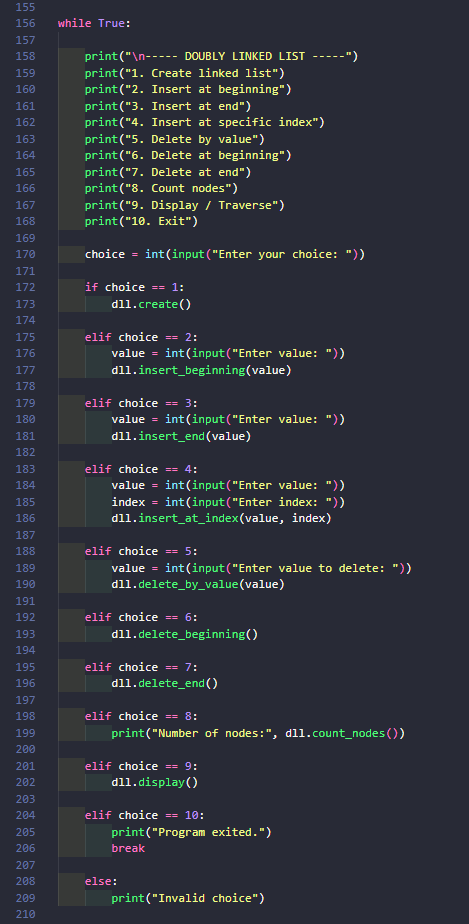 155
156 while True:
157
158     print("\n----- DOUBLY LINKED LIST -----")
159     print("1. Create linked list")
160     print("2. Insert at beginning")
161     print("3. Insert at end")
162     print("4. Insert at specific index")
163     print("5. Delete by value")
164     print("6. Delete at beginning")
165     print("7. Delete at end")
166     print("8. Count nodes")
167     print("9. Display / Traverse")
168     print("10. Exit")
169
170     choice = int(input("Enter your choice: "))
171
172     if choice == 1:
173         dll.create()
174
175     elif choice == 2:
176         value = int(input("Enter value: "))
177         dll.insert_beginning(value)
178
179     elif choice == 3:
180         value = int(input("Enter value: "))
181         dll.insert_end(value)
182
183     elif choice == 4:
184         value = int(input("Enter value: "))
185         index = int(input("Enter index: "))
186         dll.insert_at_index(value, index)
187
188     elif choice == 5:
189         value = int(input("Enter value to delete: "))
190         dll.delete_by_value(value)
191
192     elif choice == 6:
193         dll.delete_beginning()
194
195     elif choice == 7:
196         dll.delete_end()
197
198     elif choice == 8:
199         print("Number of nodes:", dll.count_nodes())
200
201     elif choice == 9:
202         dll.display()
203
204     elif choice == 10:
205         print("Program exited.")
206         break
207
208     else:
209         print("Invalid choice")
210